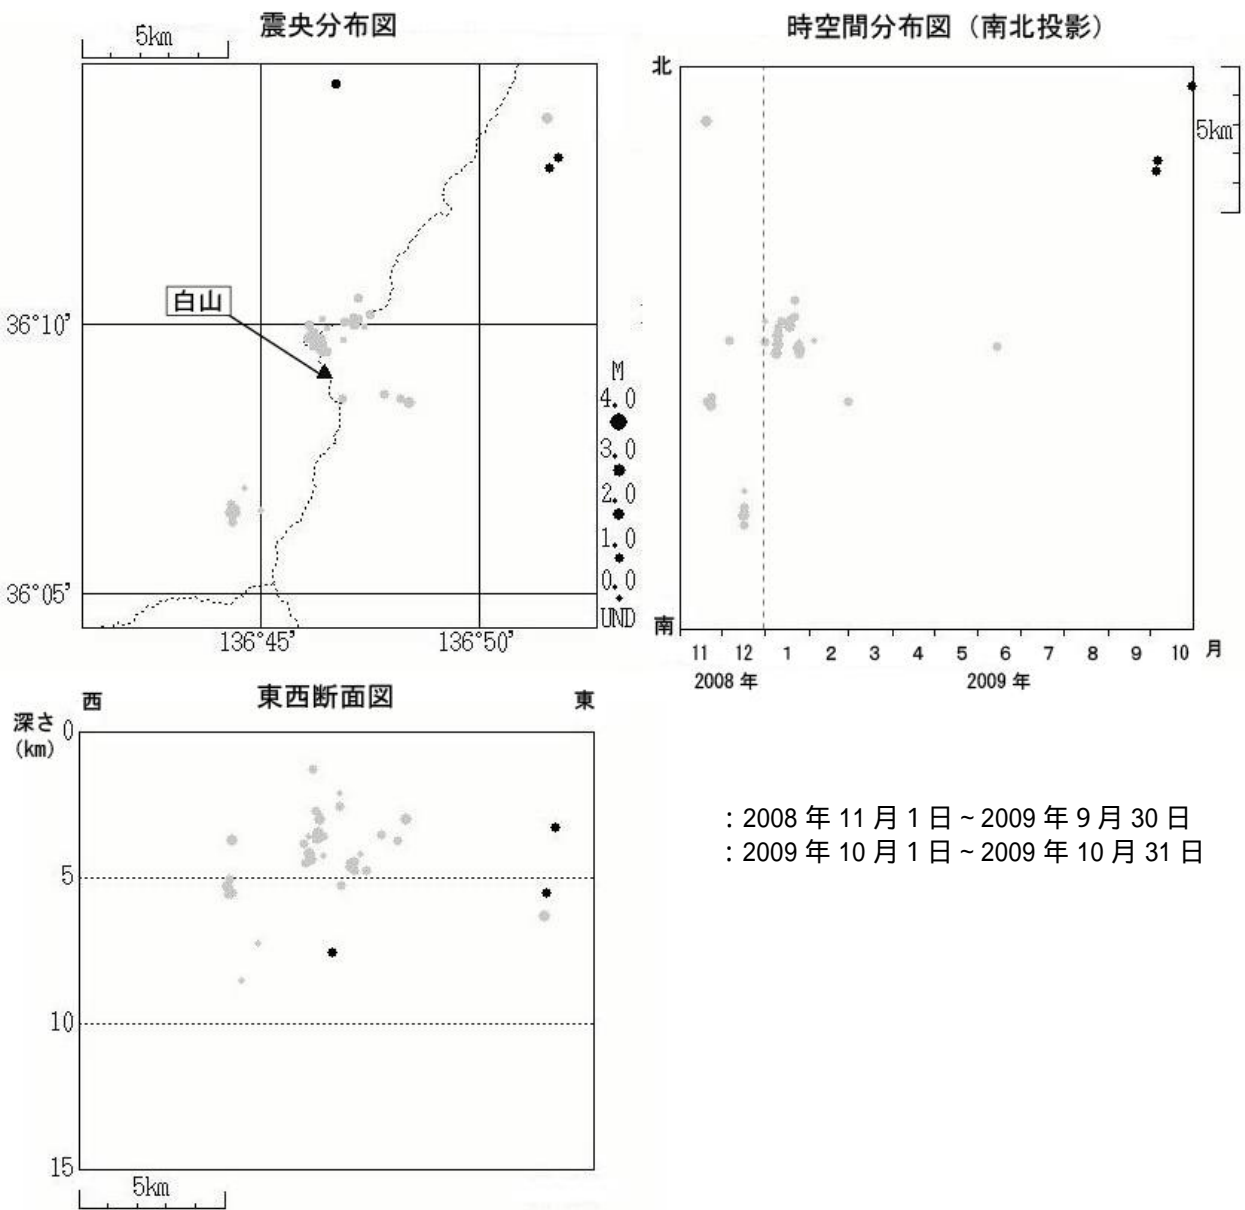 震央分布図
5km
白山
36°10'
36°05'
136°45'
136°50'
M
4.0
3.0
2.0
1.0
0.0
UND
時空間分布図（南北投影）
北
5km
南
11 12 1 2 3 4 5 6 7 8 9 10 月
2008 年 2009 年
東西断面図
西 東
深さ
(km)
0
5
10
15
5km
：2008 年 11 月 1 日～2009 年 9 月 30 日
：2009 年 10 月 1 日～2009 年 10 月 31 日